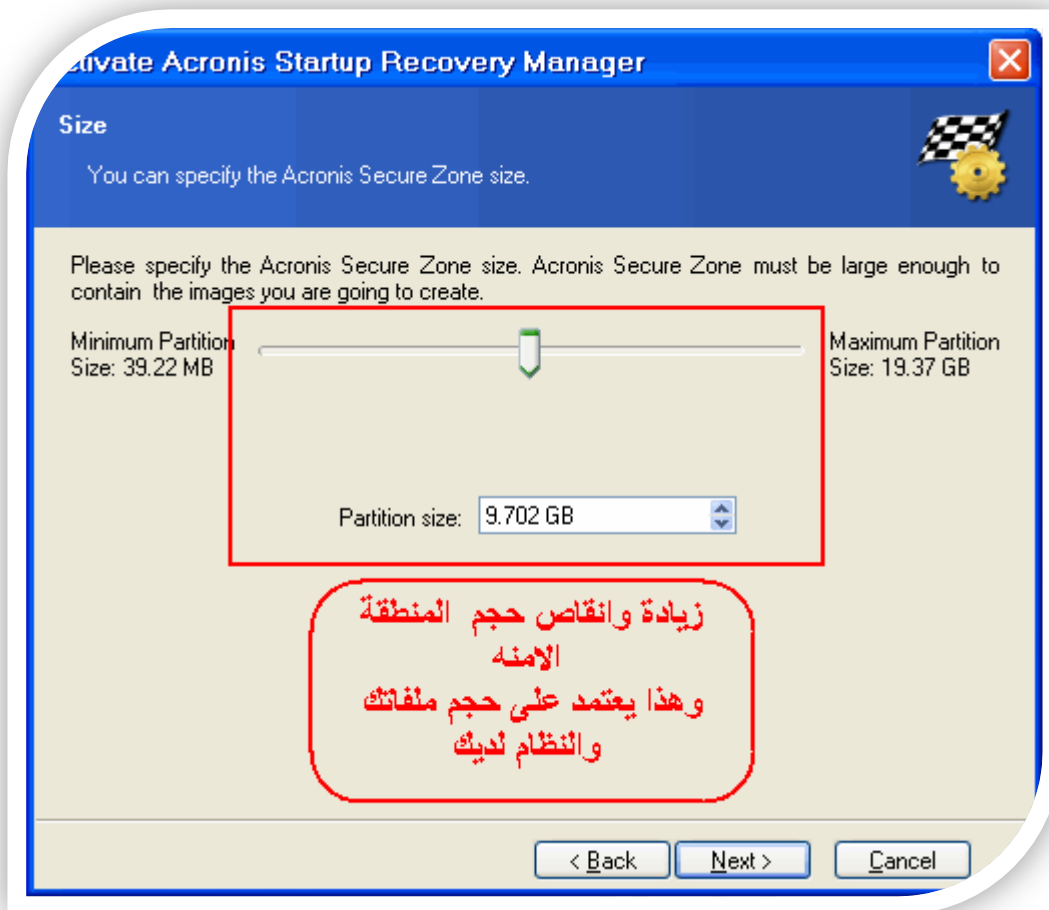 ctivate Acronis Startup Recovery Manager
Size
You can specify the Acronis Secure Zone size.
Please specify the Acronis Secure Zone size. Acronis Secure Zone must be large enough to
contain the images you are going to create.
Minimum Partition
Size: 39.22 MB
Maximum Partition
Size: 19.37 GB
Partition size: 9.702 GB
زيادة وانقاص حجم المنطقة
الامنه
وهذا يعتمد على حجم ملفاتك
والنظام لديك
< Back Next > Cancel